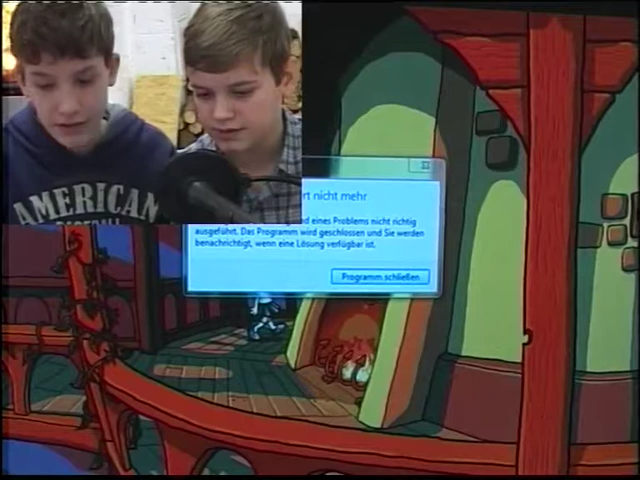 AMERICAN
BASEBALL
rt nicht mehr
d eines Problems nicht richtig
ausgeführt. Das Programm wird geschlossen und Sie werden
benachrichtigt, wenn eine Lösung verfügbar ist.
Programm schließen